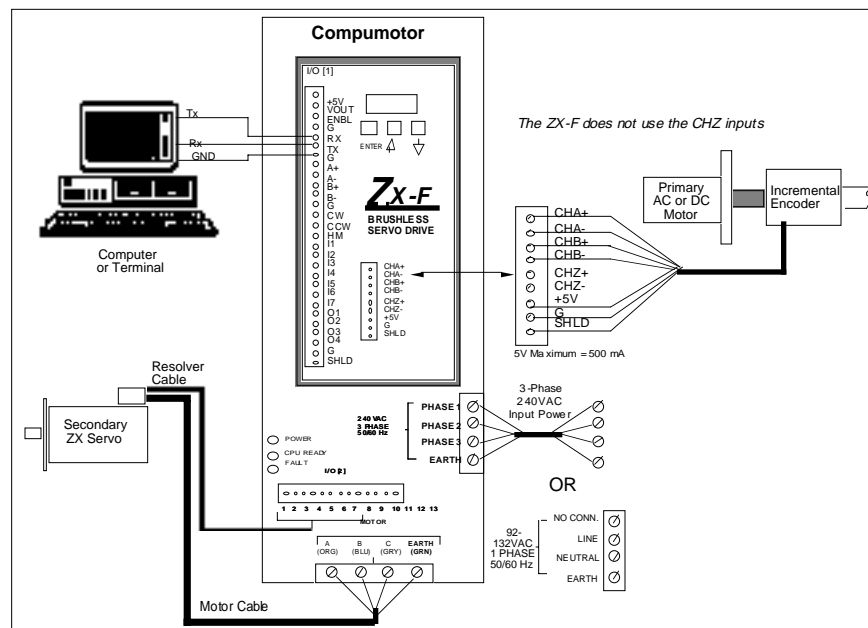 Compumotor
I/O [1]
+5V
VOUT
ENBL
G
RX
TX
G
A+
A-
B+
B-
G
CW
CCW
HM
I1
I2
I3
I4
I5
I6
I7
O1
O2
O3
O4
G
SHLD
ENTER
ZX-F
BRUSHLESS
SERVO DRIVE
CHA+
CHA-
CHB+
CHB-
CHZ+
CHZ-
+5V
G
SHLD
Tx
Rx
GND
Computer
or Terminal
The ZX-F does not use the CHZ inputs
Primary
AC or DC
Motor
Incremental
Encoder
CHA+
CHA-
CHB+
CHB-
CHZ+
CHZ-
+5V
G
SHLD
5V Maximum = 500 mA
Resolver
Cable
Secondary
ZX Servo
Motor Cable
POWER
CPU READY
FAULT
240 VAC
3 PHASE
50/60 Hz
PHASE 1
PHASE 2
PHASE 3
EARTH
3-Phase
240VAC
Input Power
OR
92-
132VAC
1 PHASE
50/60 Hz
NO CONN.
LINE
NEUTRAL
EARTH
I/O [2]
1 2 3 4 5 6 7 8 9 10 11 12 13
MOTOR
A
(ORG)
B
(BLU)
C
(GRY)
EARTH
(GRN)